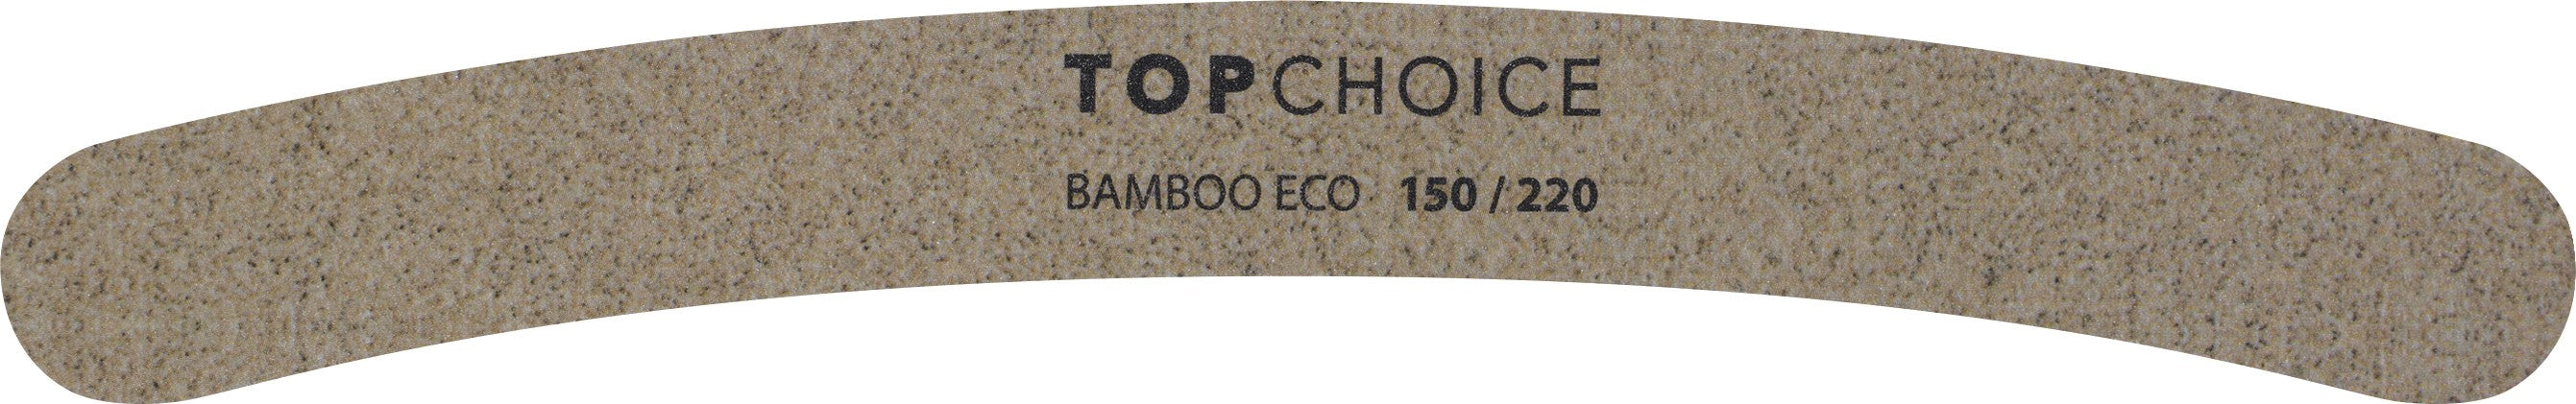 TOPCHOICE
BAMBOO ECO 150 / 220